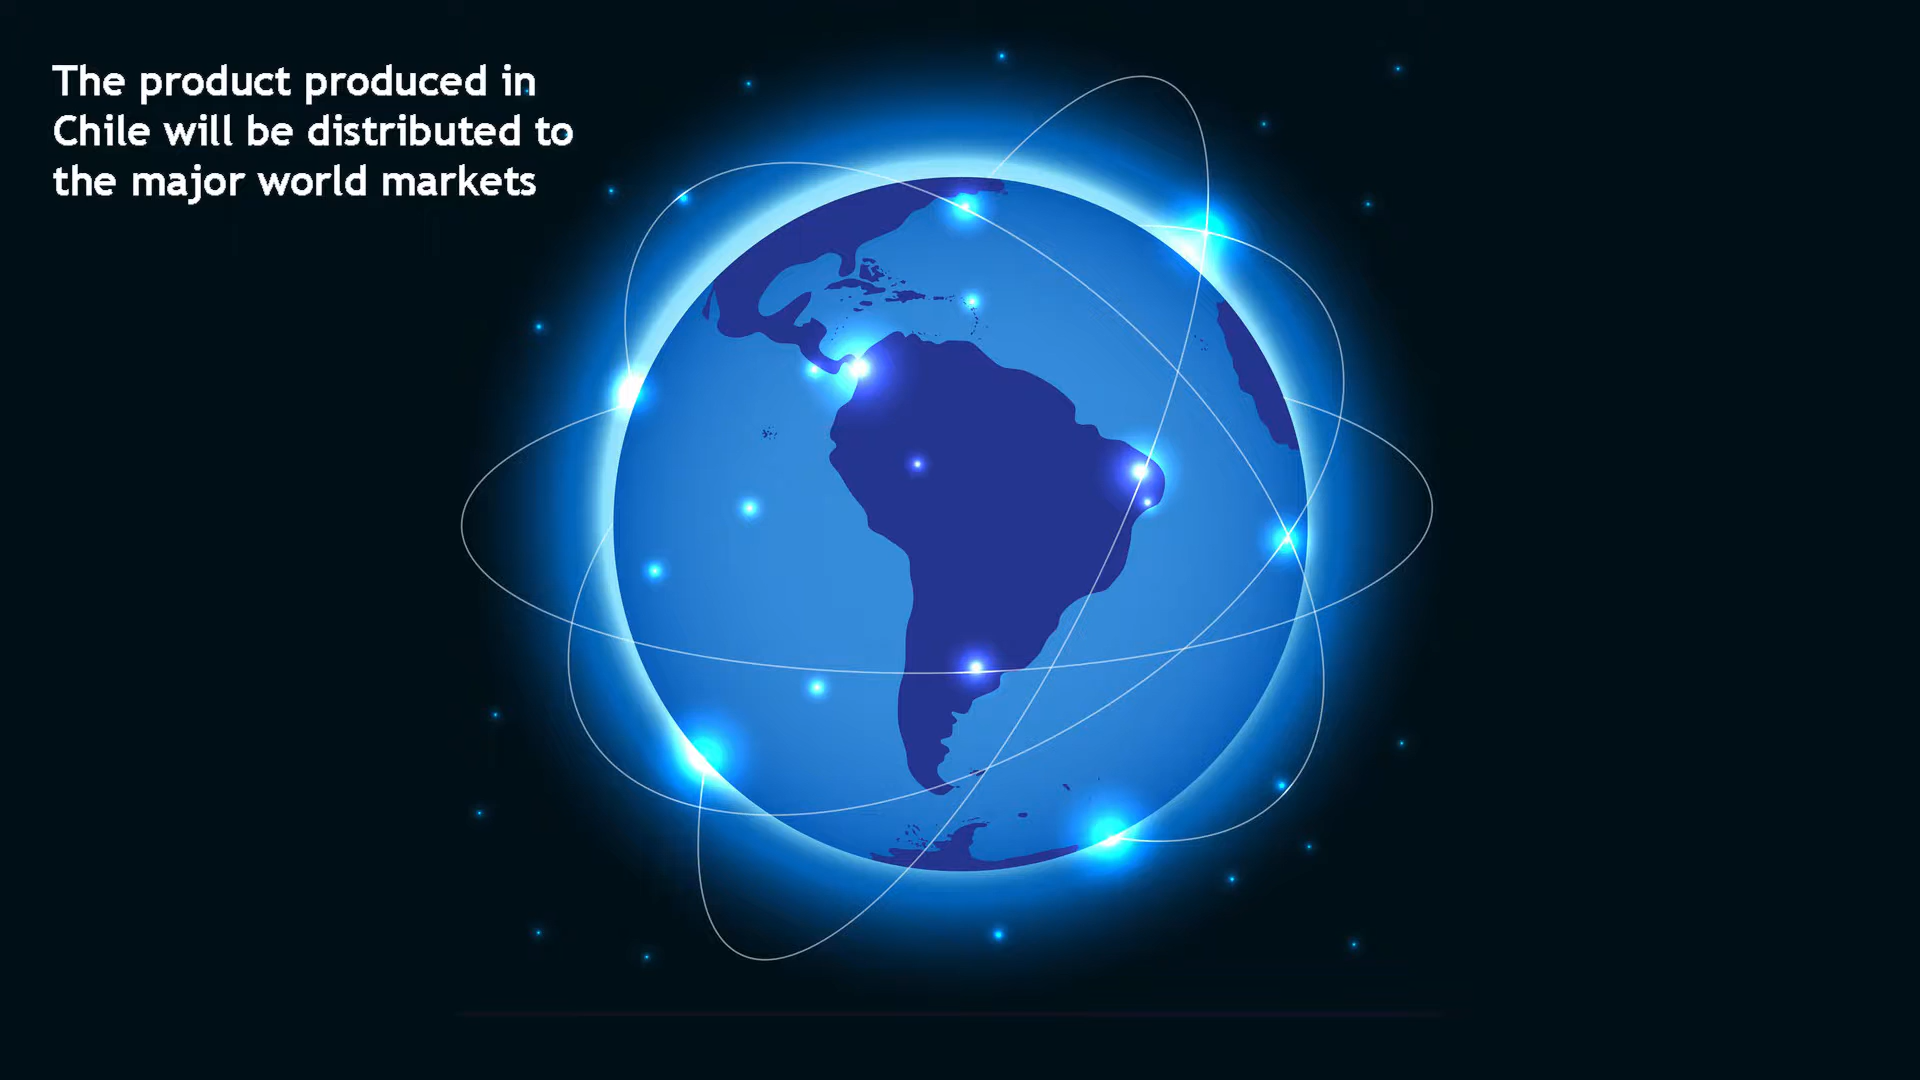 The product produced in
Chile will be distributed to
the major world markets